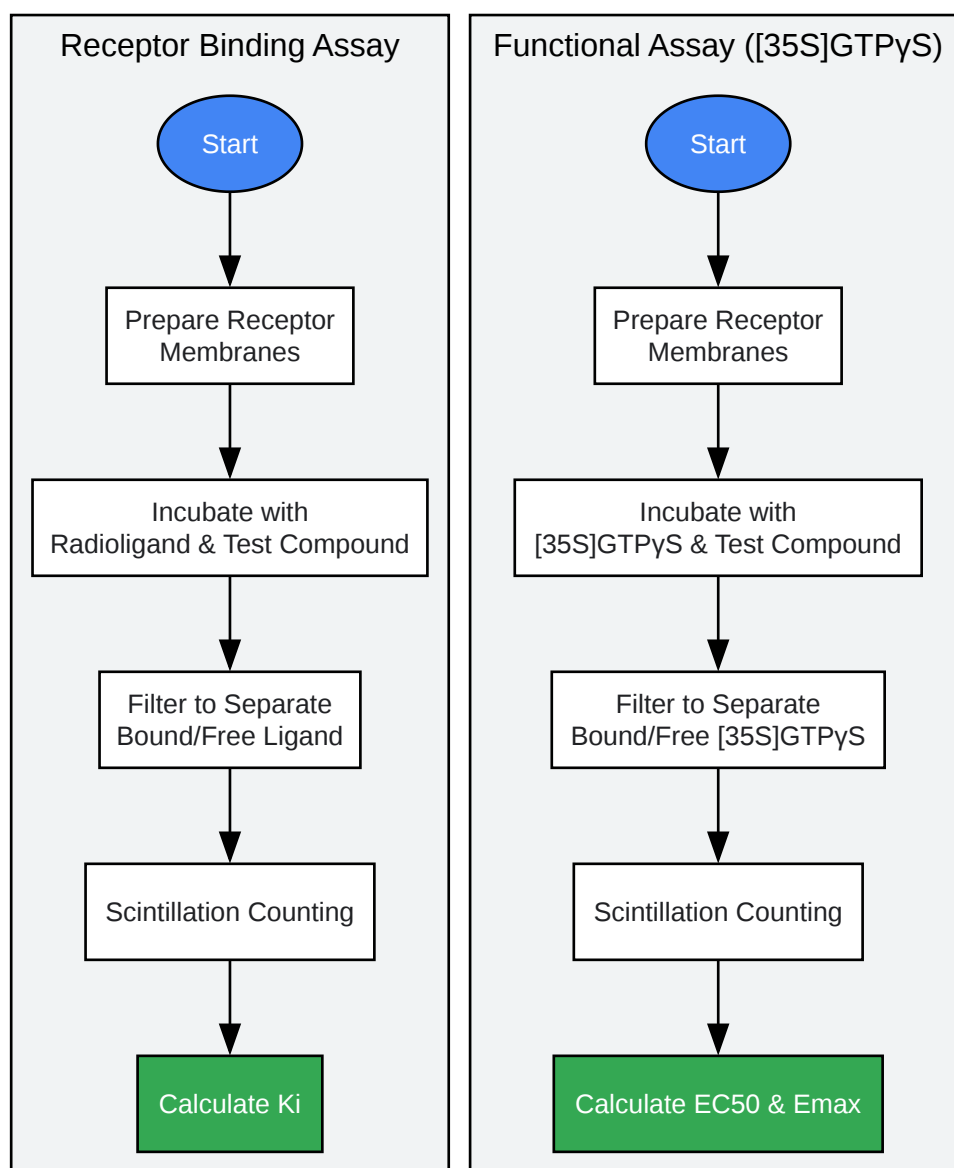 Receptor Binding Assay
Start
Prepare Receptor
Membranes
Incubate with
Radioligand & Test Compound
Filter to Separate
Bound/Free Ligand
Scintillation Counting
Calculate Ki
Functional Assay ([35S]GTPγS)
Start
Prepare Receptor
Membranes
Incubate with
[35S]GTPγS & Test Compound
Filter to Separate
Bound/Free [35S]GTPγS
Scintillation Counting
Calculate EC50 & Emax